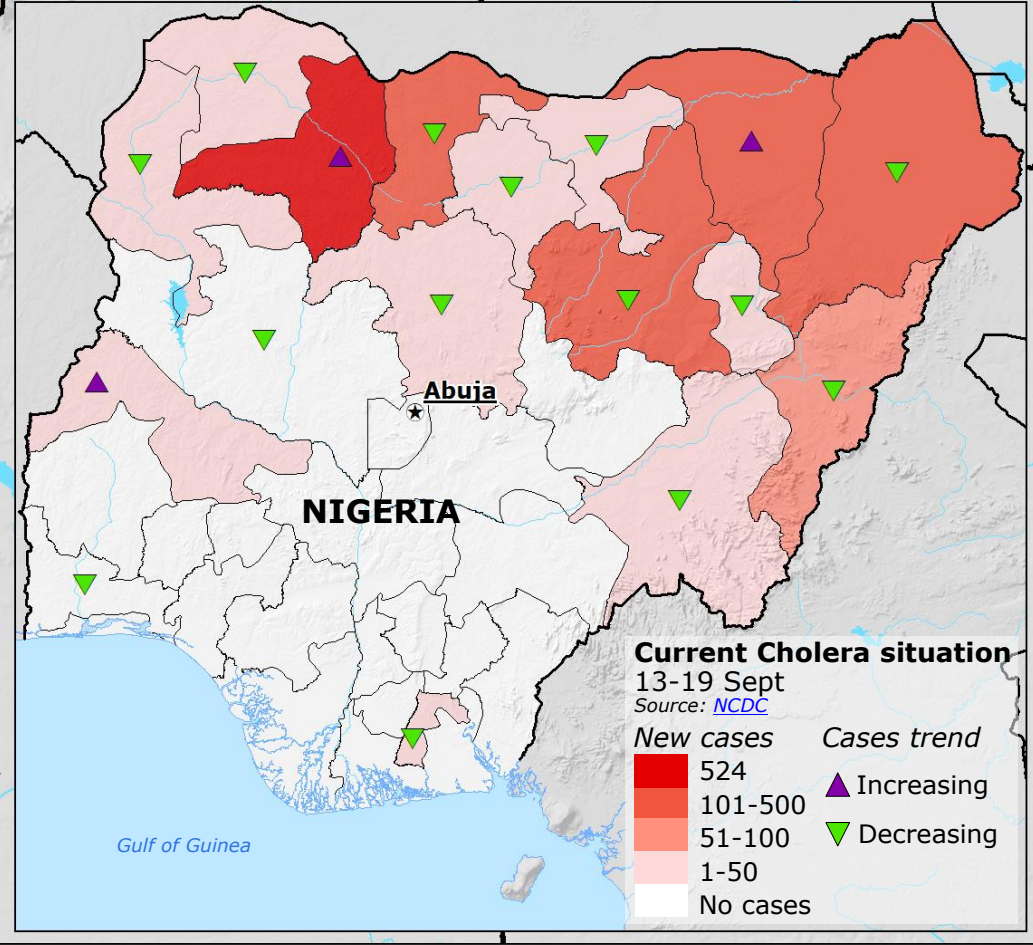 Abuja
NIGERIA
Gulf of Guinea
Current Cholera situation
13-19 Sept
Source: NCDC
New cases
524
101-500
51-100
1-50
No cases
Cases trend
Increasing
Decreasing